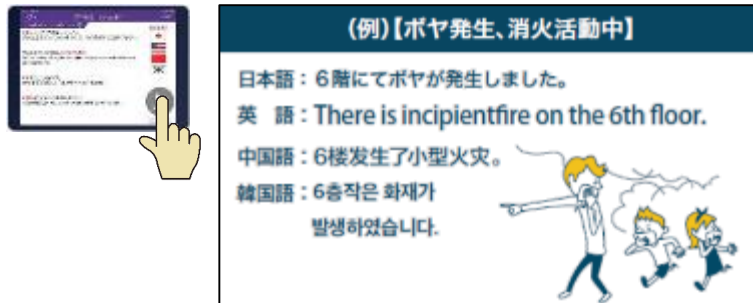 (例)【ボヤ発生、消火活動中】
日本語：６階にてボヤが発生しました。
英　語：There is incipientfire on the 6th floor.
中国語：6楼发生了小型火灾。
韓国語：6층작은 화재가
발생하였습니다.